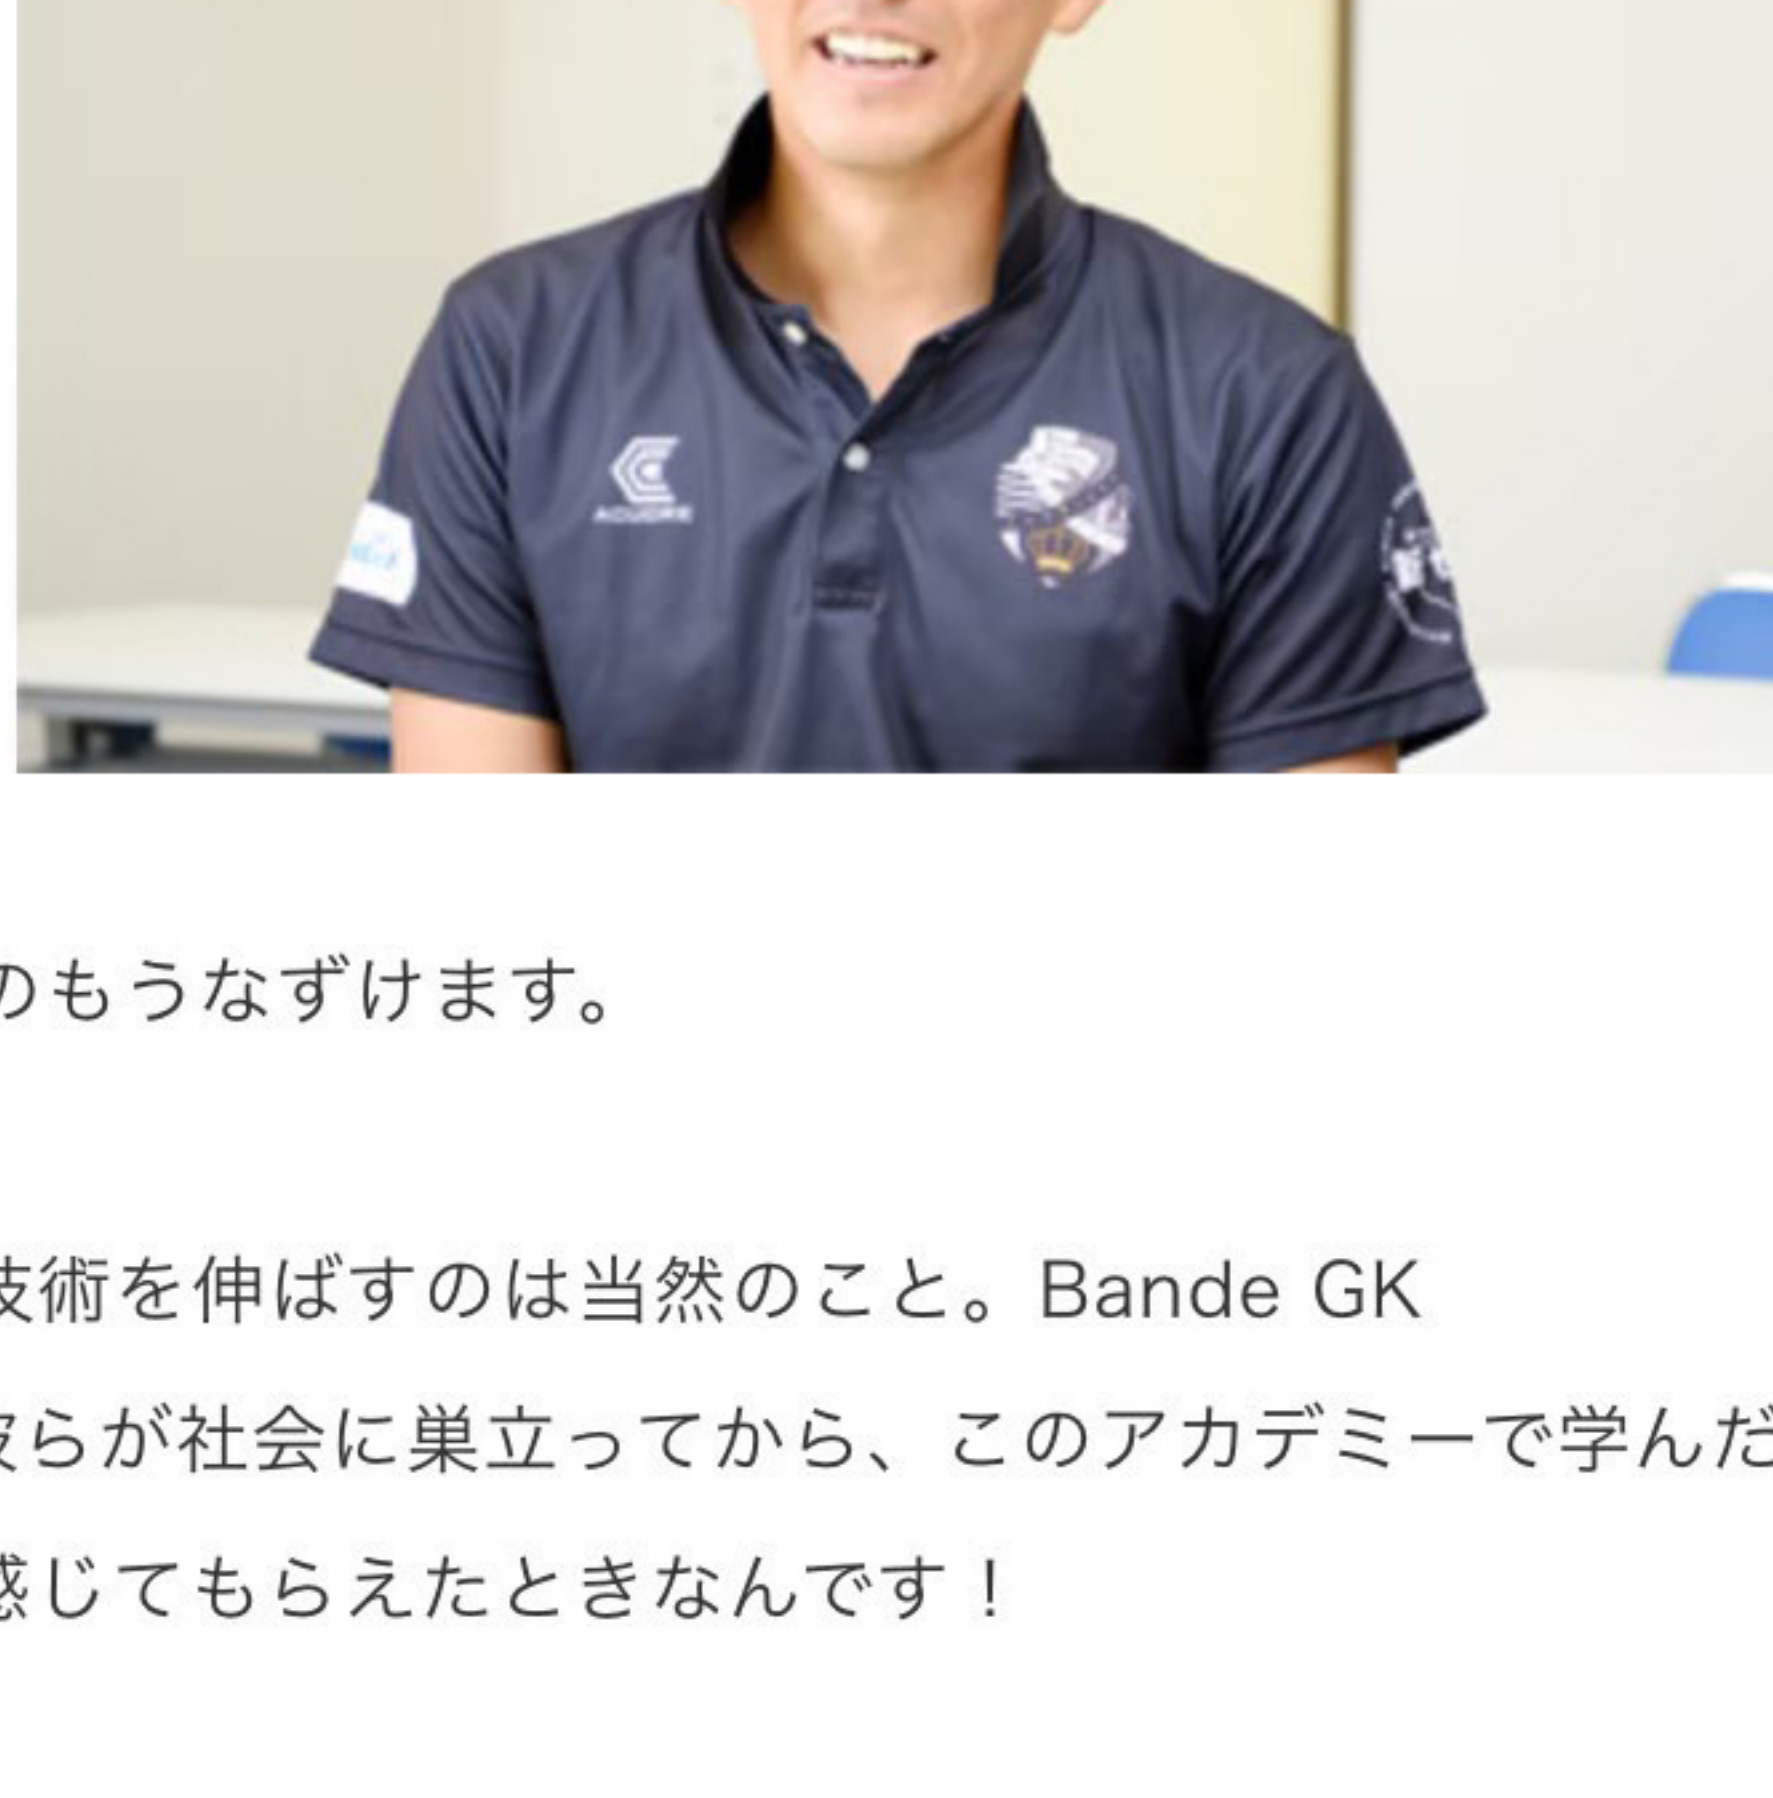 ACUORE
のもうなずけます。
技術を伸ばすのは当然のこと。Bande GK
彼らが社会に巣立ってから、このアカデミーで学んだ
感じてもらえたときなんです！